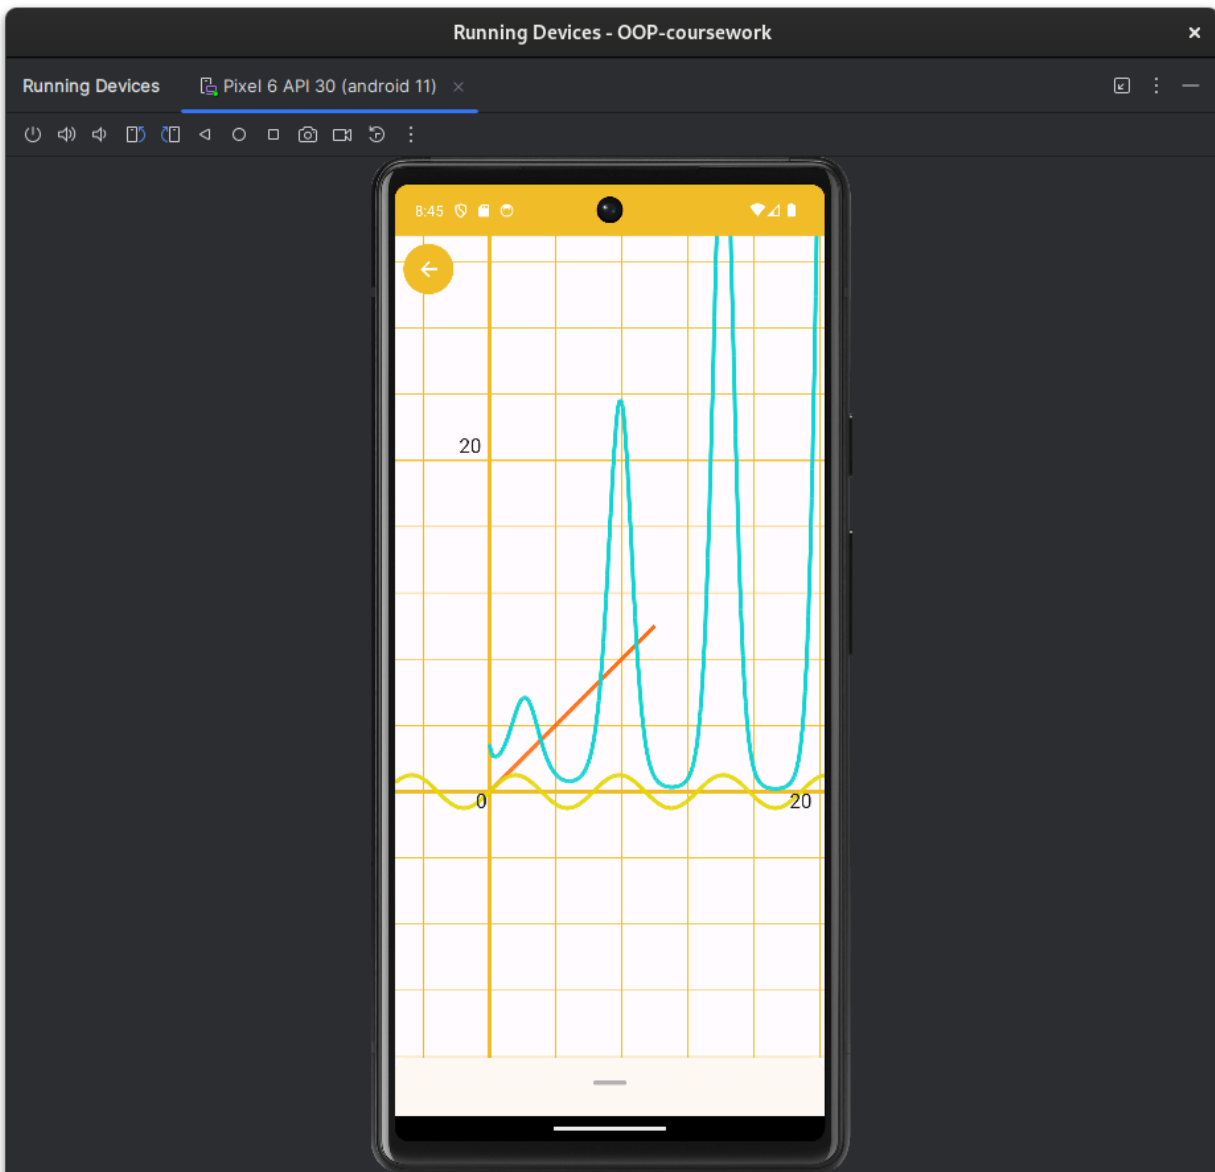 Running Devices - OOP-coursework
Running Devices
Pixel 6 API 30 (android 11)
8:45
20
0
20